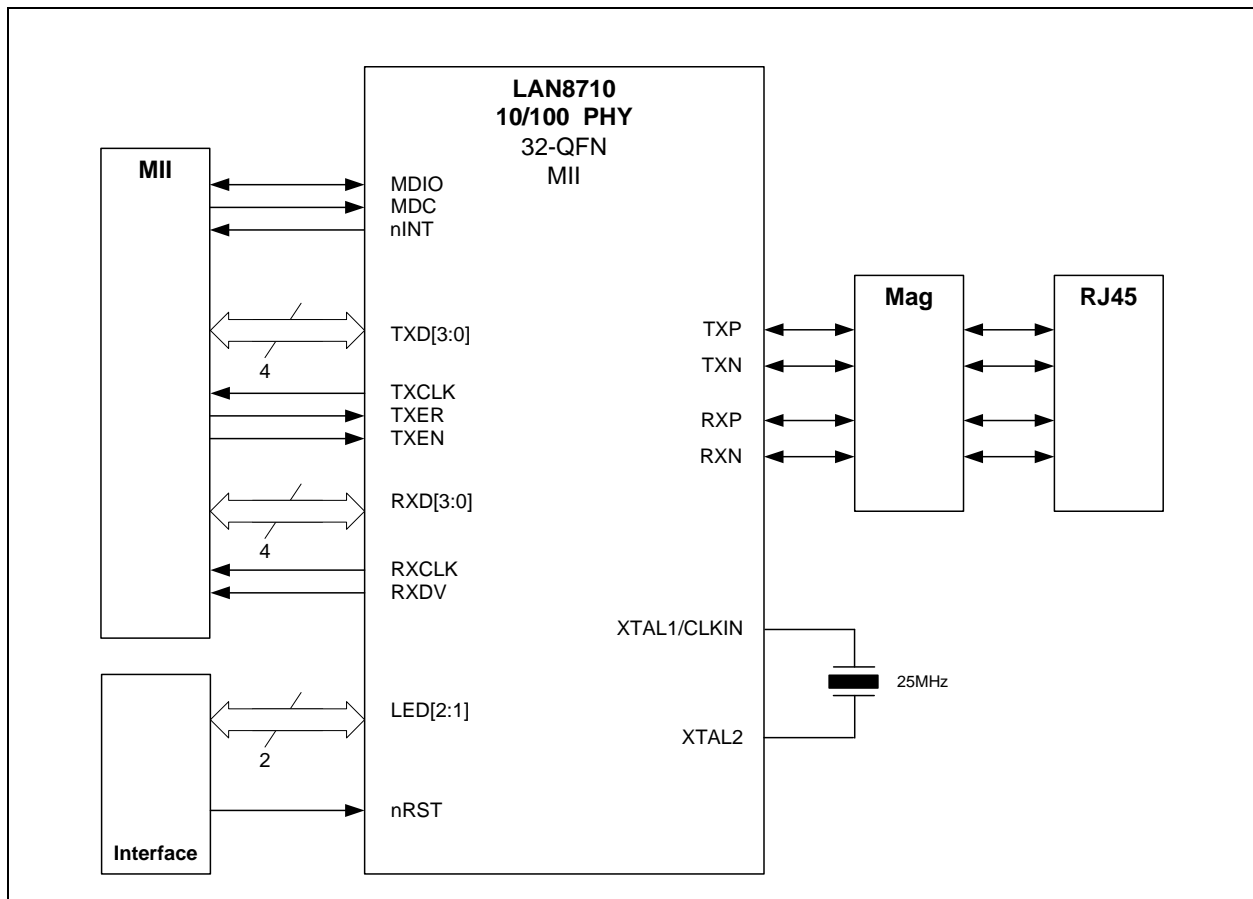 LAN8710
10/100 PHY
32-QFN
MII
MII
MDIO
MDC
nINT
TXD[3:0]
4
TXCLK
TXER
TXEN
RXD[3:0]
4
RXCLK
RXDV
Mag
RJ45
TXP
TXN
RXP
RXN
XTAL1/CLKIN
25MHz
XTAL2
LED[2:1]
2
nRST
Interface